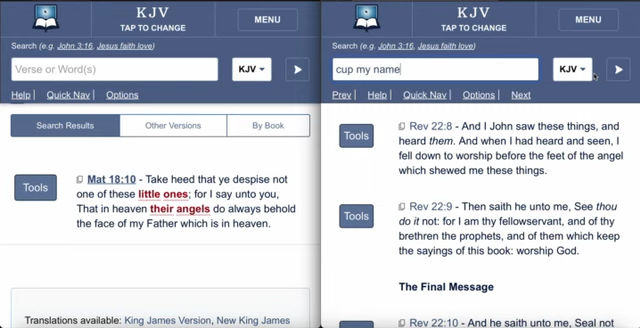 KJV
TAP TO CHANGE
MENU
Search (e.g. John 3:16, Jesus faith love)
Verse or Word(s)
KJV
Help | Quick Nav | Options
Search Results
Other Versions
By Book
Tools
Mat 18:10 - Take heed that ye despise not
one of these little ones; for I say unto you,
That in heaven their angels do always behold
the face of my Father which is in heaven.
Translations available: King James Version, New King James
KJV
TAP TO CHANGE
MENU
Search (e.g. John 3:16, Jesus faith love)
cup my name
KJV
Prev | Help | Quick Nav | Options | Next
Tools
Rev 22:8 - And I John saw these things, and
heard them. And when I had heard and seen, I
fell down to worship before the feet of the angel
which shewed me these things.
Tools
Rev 22:9 - Then saith he unto me, See thou
do it not: for I am thy fellowservant, and of thy
brethren the prophets, and of them which keep
the sayings of this book: worship God.
The Final Message
Tools
Rev 22:10 - And he saith unto me, Seal not